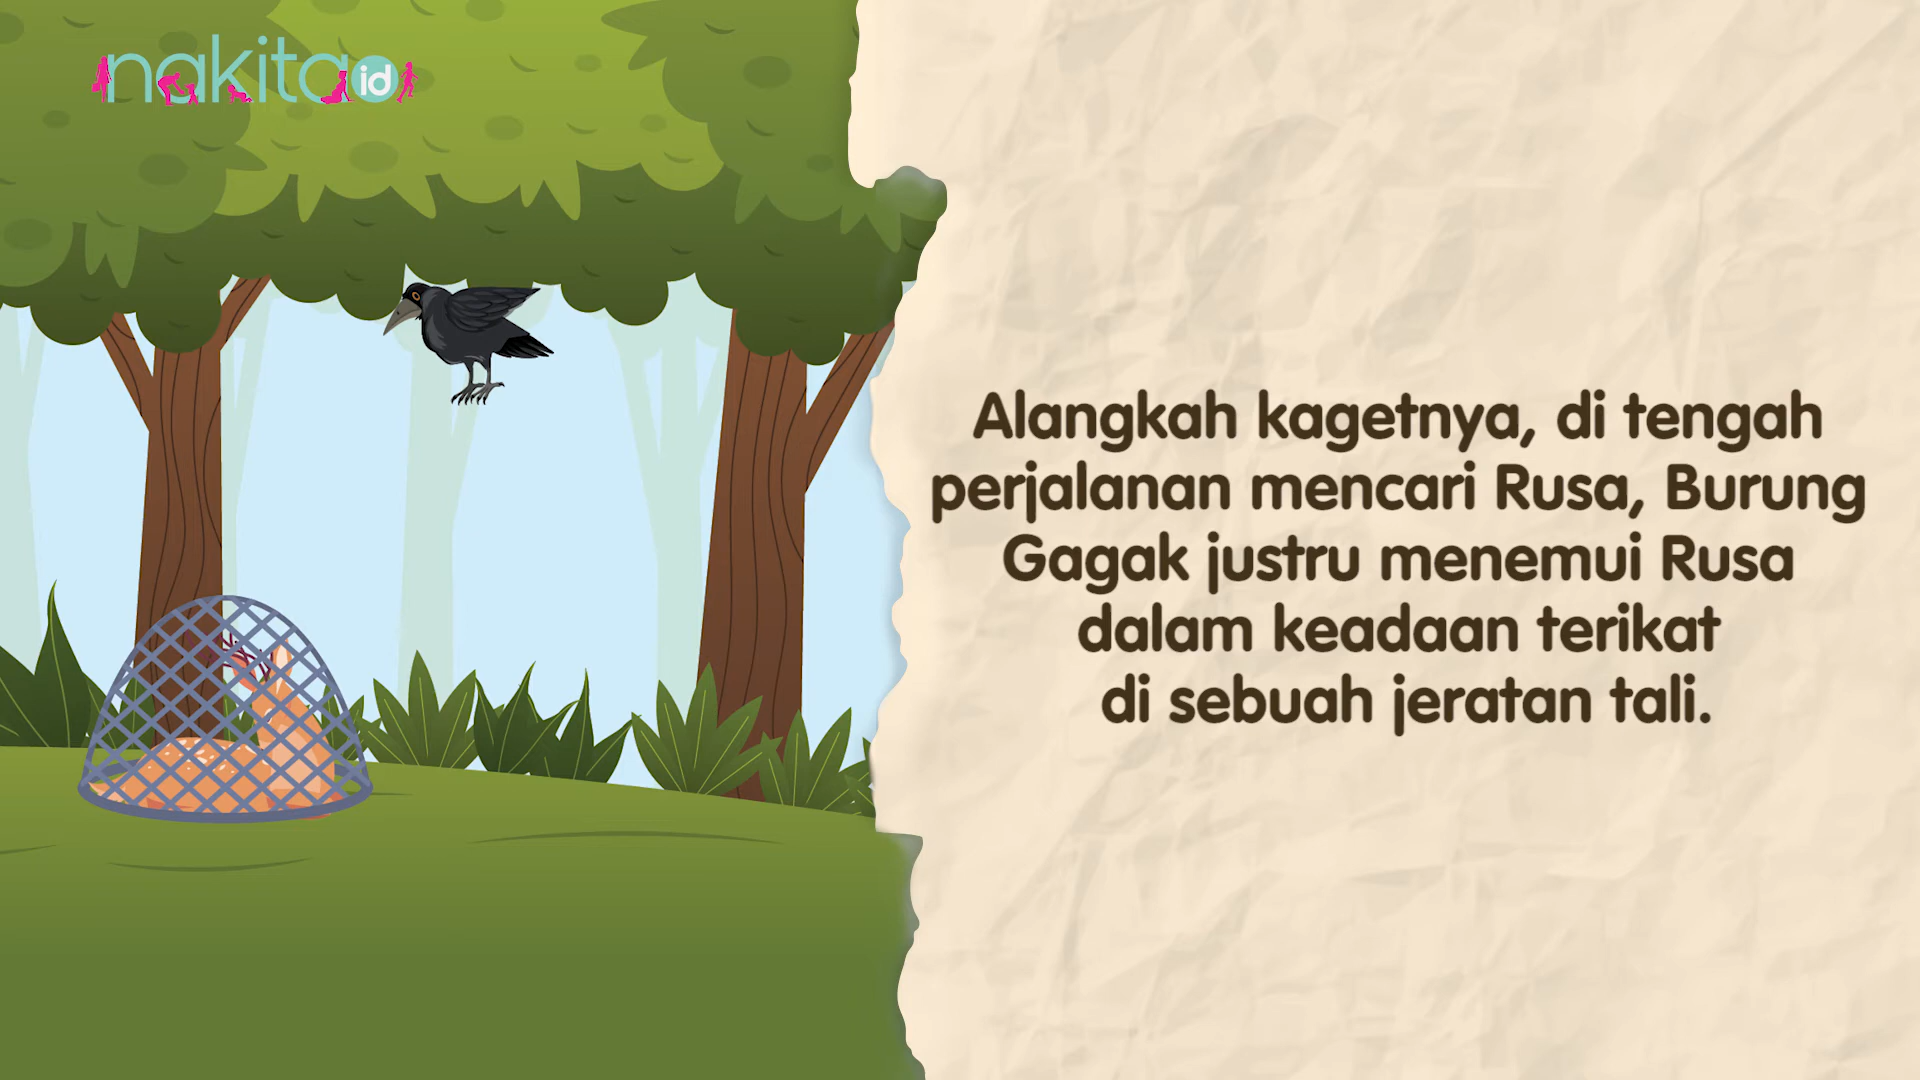 nakita id
Alangkah kagetnya, di tengah
perjalanan mencari Rusa, Burung
Gagak justru menemui Rusa
dalam keadaan terikat
di sebuah jeratan tali.